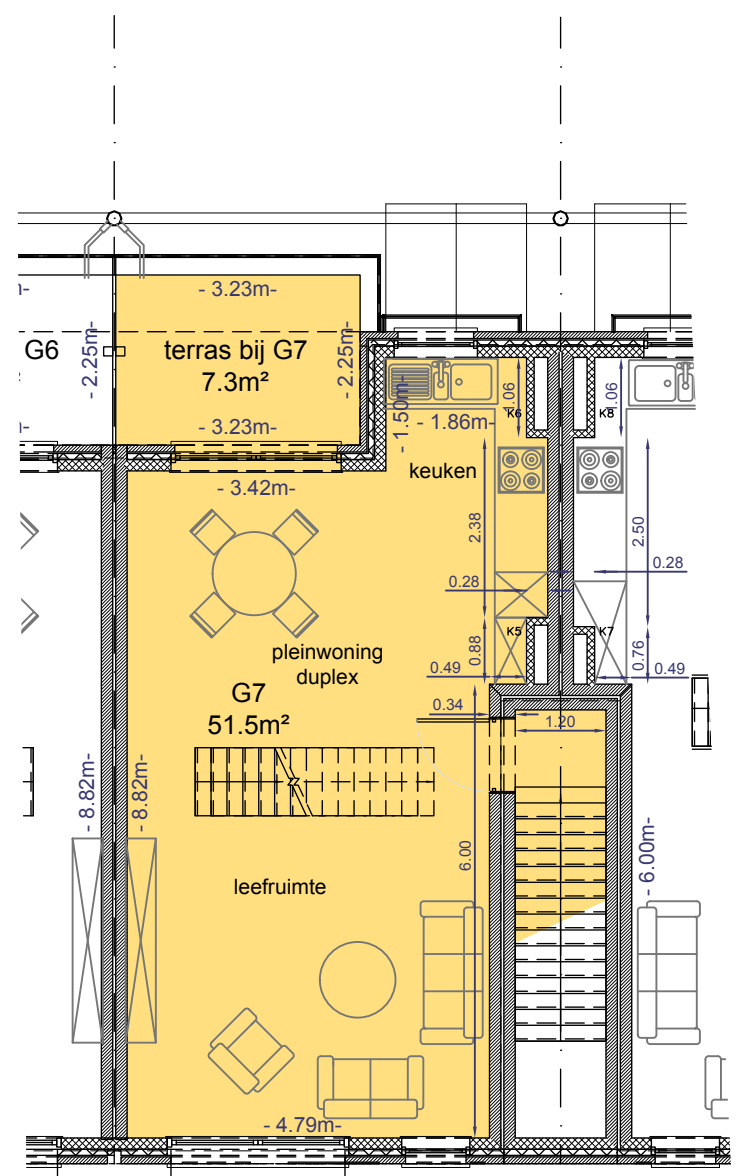 - 3.23m-
G6
terras bij G7
7.3m²
- 2.25m-
- 2.25m-
- 3.23m-
- 1.50m-
- 1.86m-
1.06
K6
K8
1.06
- 3.42m-
keuken
2.38
2.50
0.28
0.28
pleinwoning
duplex
K5
K7
0.88
0.76
0.49
0.49
G7
51.5m²
0.34
1.20
- 8.82m-
- 8.82m-
6.00
- 6.00m-
leefruimte
- 4.79m-